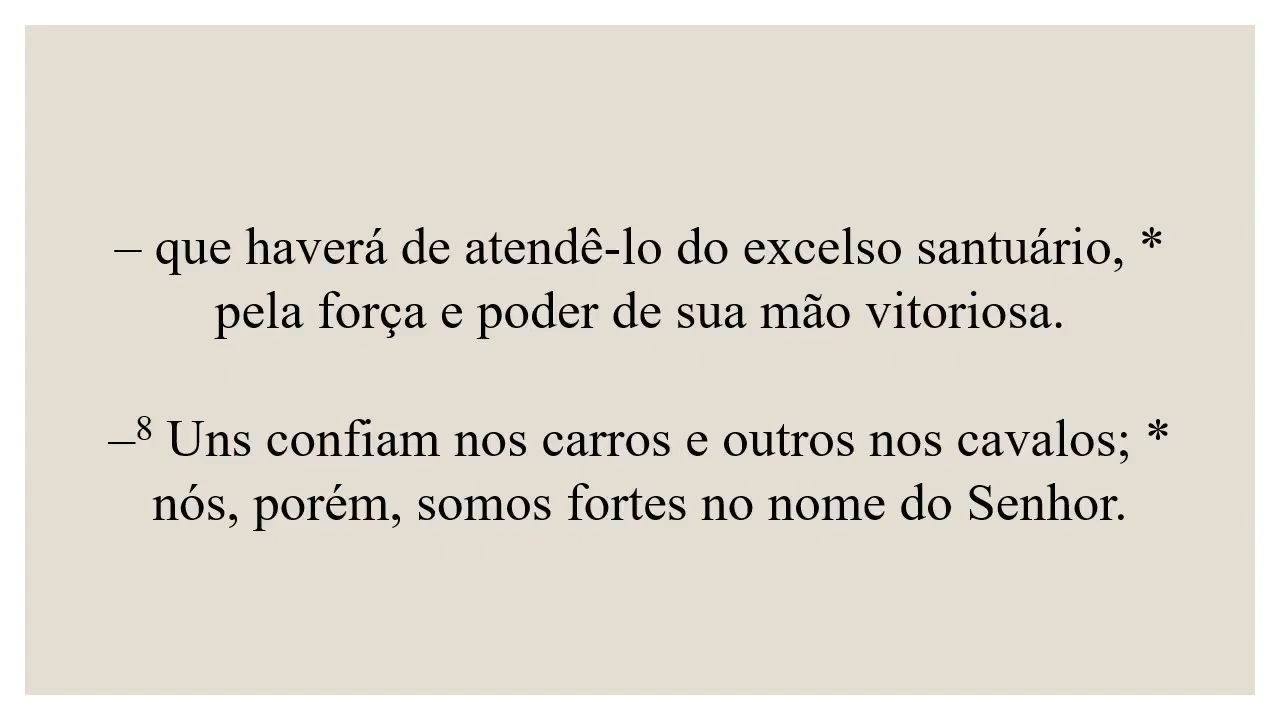 – que haverá de atendê-lo do excelso santuário, *
pela força e poder de sua mão vitoriosa.
–⁸ Uns confiam nos carros e outros nos cavalos; *
nós, porém, somos fortes no nome do Senhor.